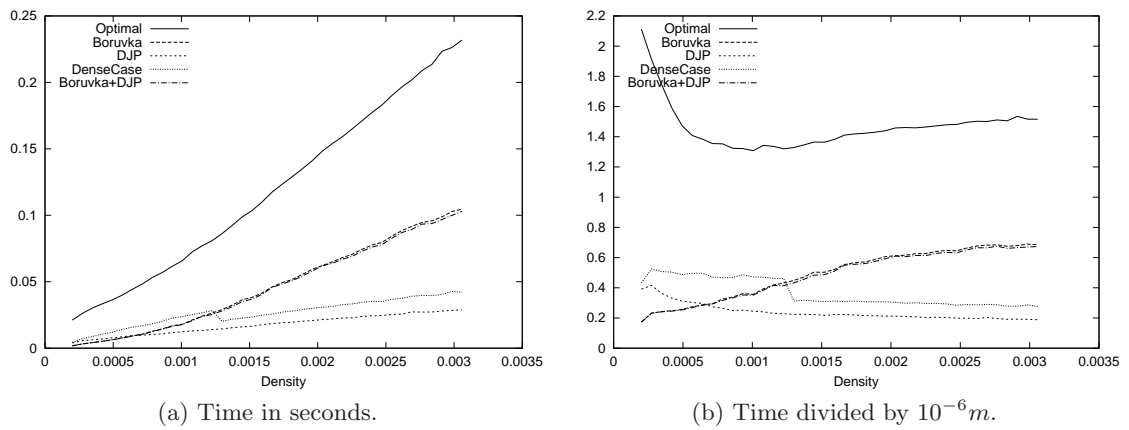 0.25
0.2
0.15
0.1
0.05
0
0 0.0005 0.001 0.0015 0.002 0.0025 0.003 0.0035
Density
Optimal
Boruvka
DJP
DenseCase
Boruvka+DJP
(a) Time in seconds.
2.2
2
1.8
1.6
1.4
1.2
1
0.8
0.6
0.4
0.2
0
0 0.0005 0.001 0.0015 0.002 0.0025 0.003 0.0035
Density
Optimal
Boruvka
DJP
DenseCase
Boruvka+DJP
(b) Time divided by 10⁻⁶m.